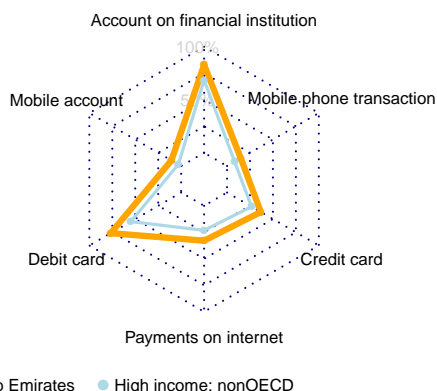 Account on financial institution
100%
Mobile account
Mobile phone transaction
Debit card
Credit card
Payments on internet
Emirates
High income: nonOECD